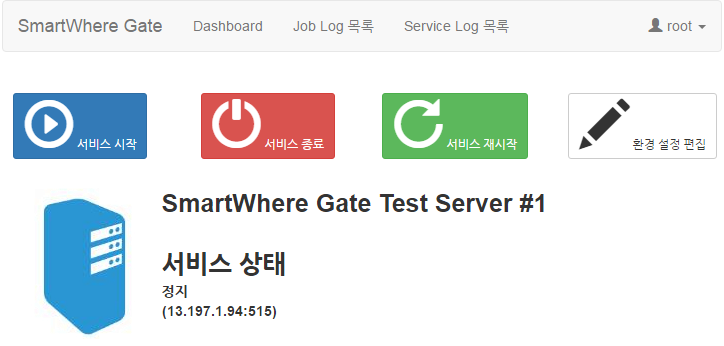 SmartWhere Gate Dashboard Job Log 목록 Service Log 목록 root
서비스 시작 서비스 종료 서비스 재시작 환경 설정 편집
SmartWhere Gate Test Server #1
서비스 상태
정지
(13.197.1.94:515)